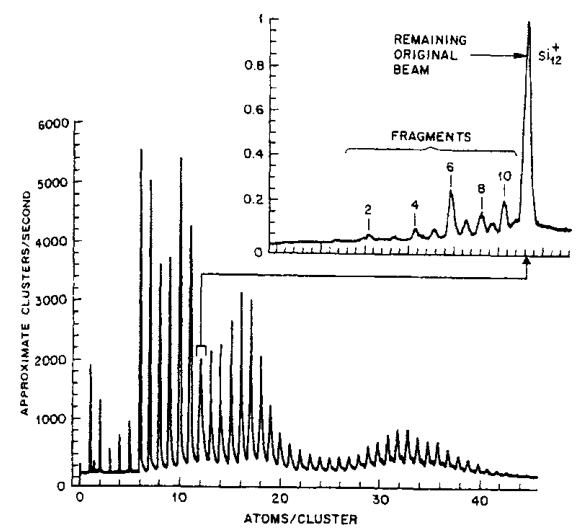 1
0.8
0.6
0.4
0.2
0
REMAINING
ORIGINAL
BEAM
Si12+
FRAGMENTS
2
4
6
8
10
6000
5000
4000
3000
2000
1000
0
APPROXIMATE CLUSTERS/SECOND
0 10 20 30 40
ATOMS/CLUSTER